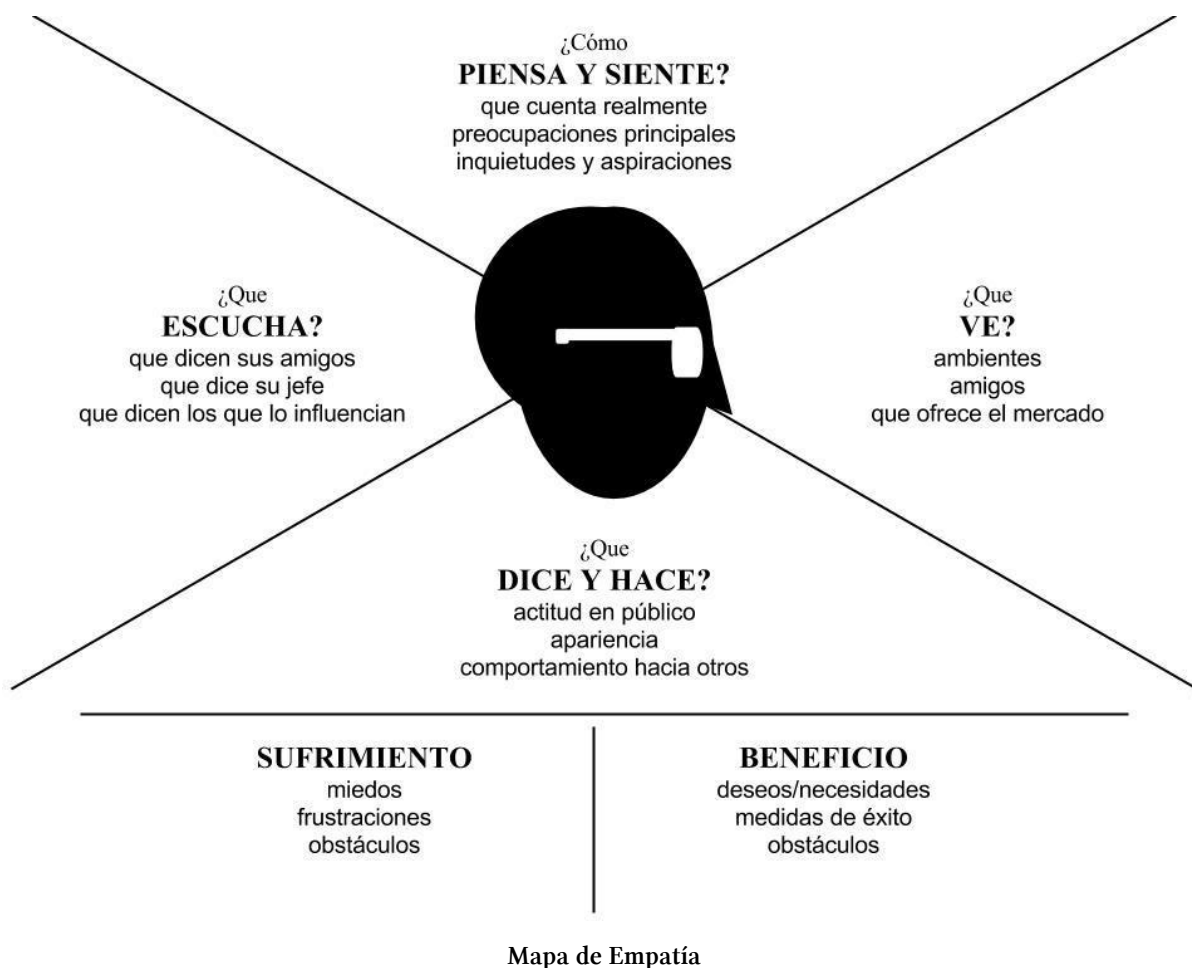 ¿Cómo
PIENSA Y SIENTE?
que cuenta realmente
preocupaciones principales
inquietudes y aspiraciones
¿Que
ESCUCHA?
que dicen sus amigos
que dice su jefe
que dicen los que lo influencian
¿Que
VE?
ambientes
amigos
que ofrece el mercado
¿Que
DICE Y HACE?
actitud en público
apariencia
comportamiento hacia otros
SUFRIMIENTO
miedos
frustraciones
obstáculos
BENEFICIO
deseos/necesidades
medidas de éxito
obstáculos
Mapa de Empatía